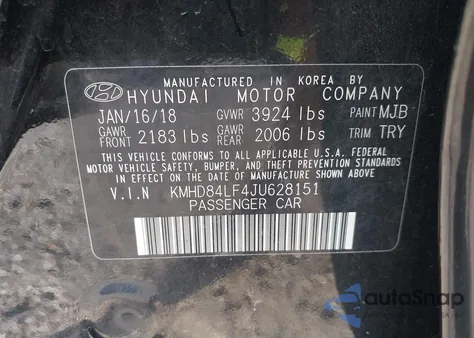 MANUFACTURED IN KOREA BY
HYUNDAI MOTOR COMPANY
JAN/16/18 GVWR 3924 lbs PAINT MJB
GAWR FRONT 2183 lbs GAWR REAR 2006 lbs TRIM TRY
THIS VEHICLE CONFORMS TO ALL APPLICABLE U.S.A. FEDERAL
MOTOR VEHICLE SAFETY, BUMPER, AND THEFT PREVENTION STANDARDS
IN EFFECT ON THE DATE OF MANUFACTURE SHOWN ABOVE.
V.I.N KMHD84LF4JU628151
PASSENGER CAR
autoSnap